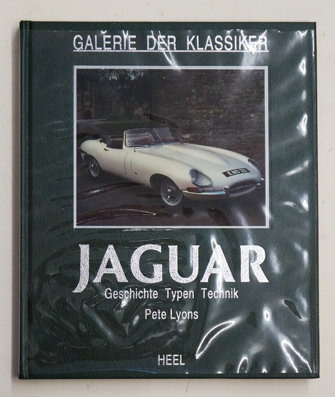 GALERIE DER KLASSIKER
JAGUAR
Geschichte Typen Technik
Pete Lyons
HEEL